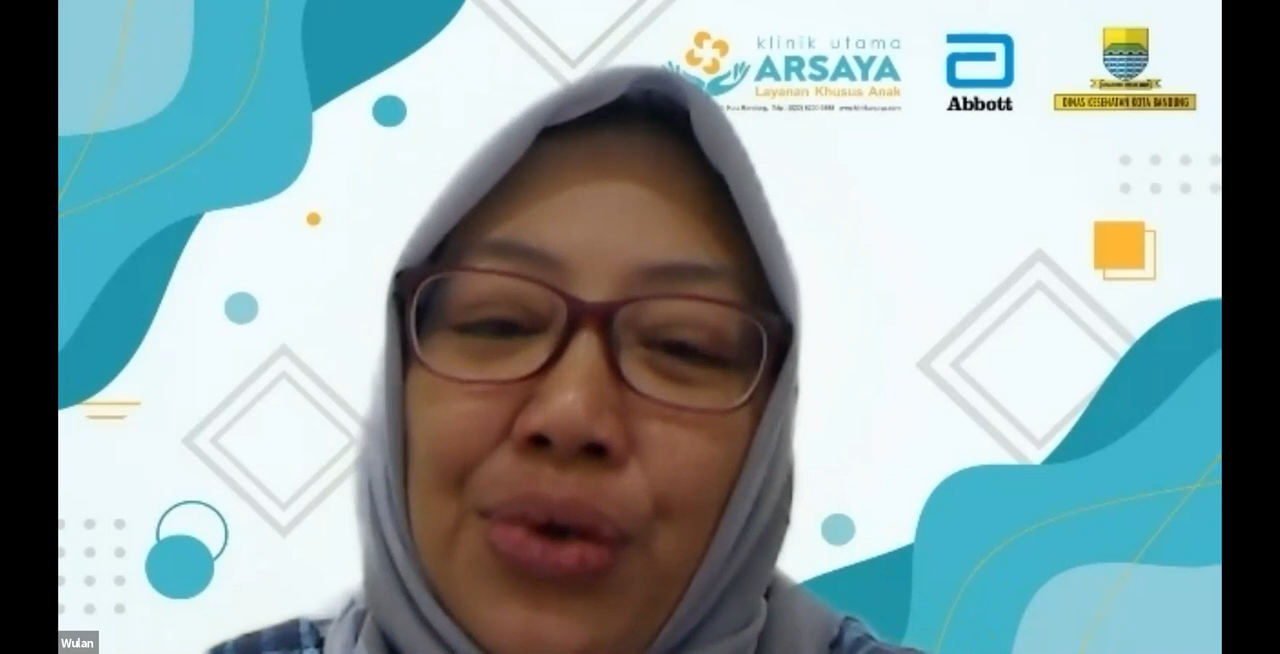 klinik utama
ARSAYA
Layanan Khusus Anak
Abbott
DINAS KESEHATAN KOTA BANDUNG
Wulan